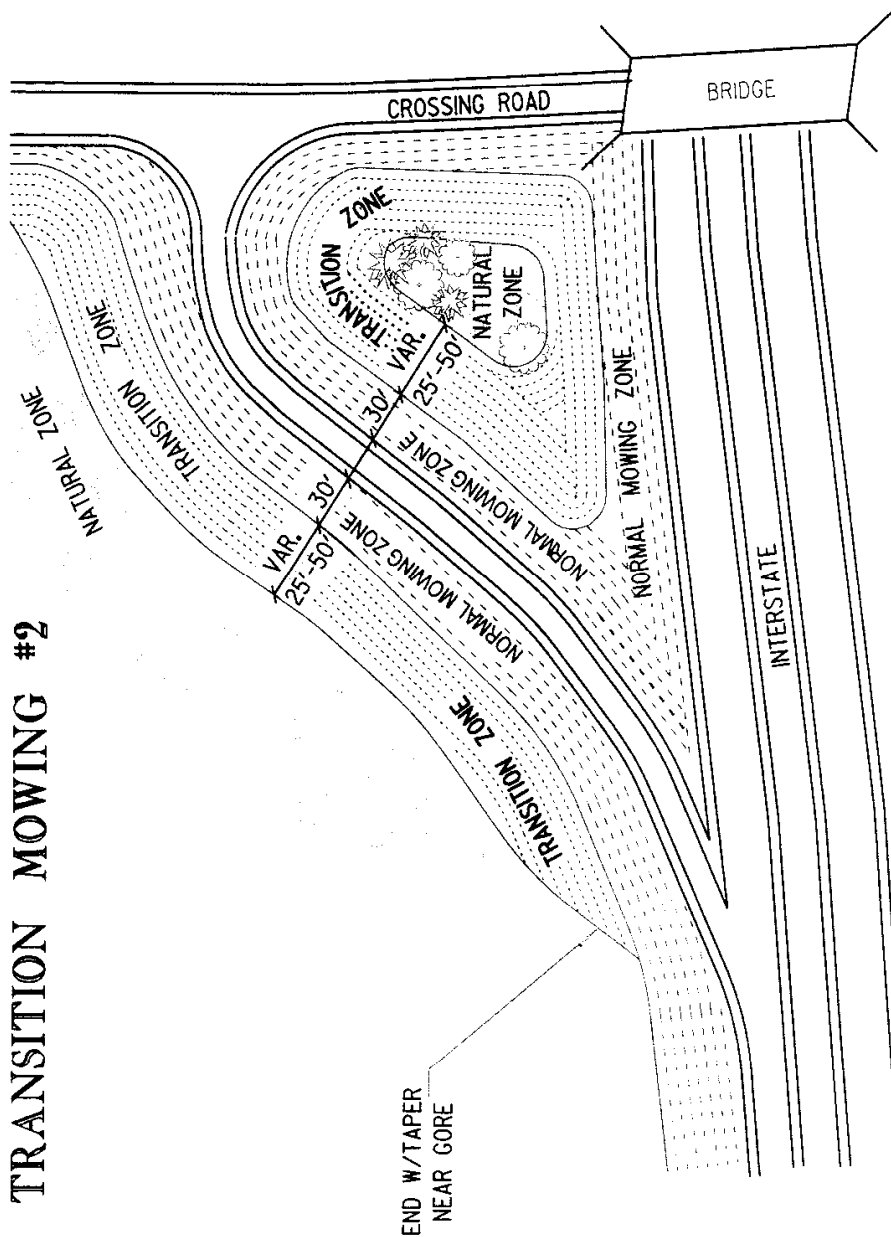 TRANSITION MOWING #2
CROSSING ROAD
BRIDGE
NATURAL ZONE
TRANSITION ZONE
TRANSITION ZONE
NATURAL
ZONE
VAR.
25'-50'
30'
30'
VAR.
25'-50'
NORMAL MOWING ZONE
NORMAL MOWING ZONE
NORMAL MOWING ZONE
TRANSITION ZONE
INTERSTATE
END W/TAPER
NEAR GORE